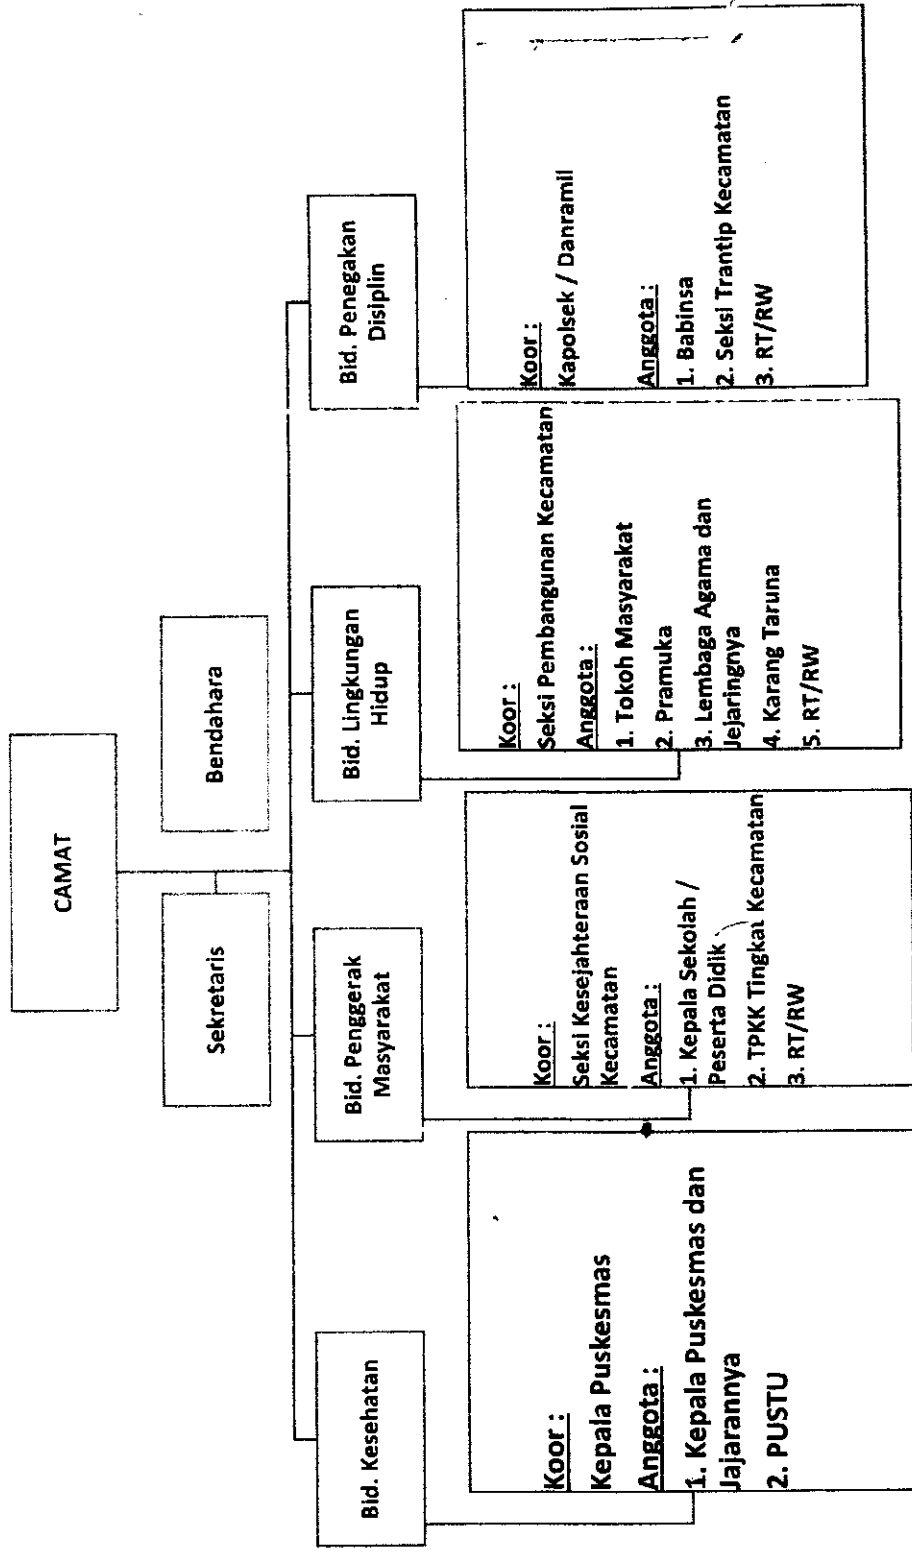 CAMAT
Sekretaris
Bendahara
Bid. Kesehatan
Bid. Penggerak
Masyarakat
Bid. Lingkungan
Hidup
Bid. Penegakan
Disiplin
Koor :
Kepala Puskesmas
Anggota :
1. Kepala Puskesmas dan
Jajarannya
2. PUSTU
Koor :
Seksi Kesejahteraan Sosial
Kecamatan
Anggota :
1. Kepala Sekolah /
Peserta Didik
2. TPKK Tingkat Kecamatan
3. RT/RW
Koor :
Seksi Pembangunan Kecamatan
Anggota :
1. Tokoh Masyarakat
2. Pramuka
3. Lembaga Agama dan
Jejaringnya
4. Karang Taruna
5. RT/RW
Koor :
Kapolsek / Danramil
Anggota :
1. Babinsa
2. Seksi Trantip Kecamatan
3. RT/RW